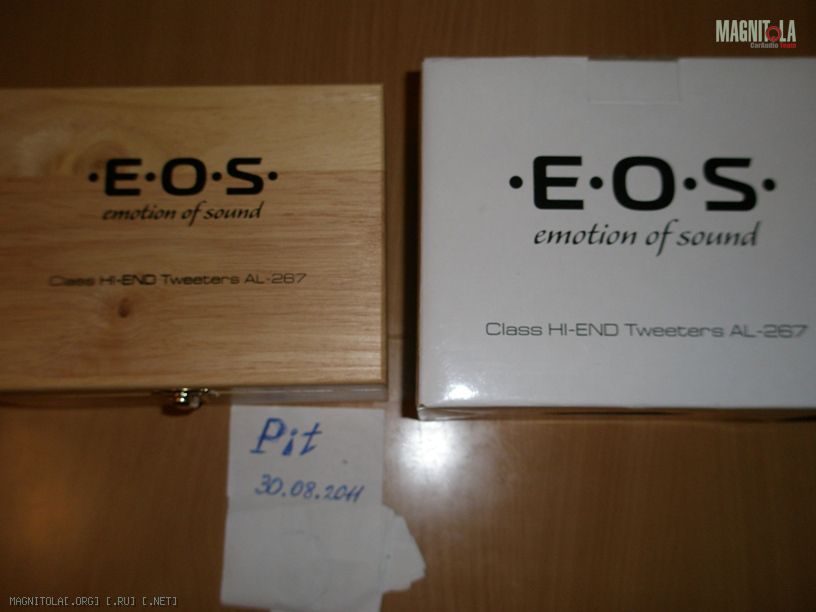 MAGNITOLA
CarAudio Team
·E·O·S·
emotion of sound
Class HI-END Tweeters AL-267
·E·O·S·
emotion of sound
Class HI-END Tweeters AL-267
Pit
30.08.2011
MAGNITOLA[.ORG] [.RU] [.NET]